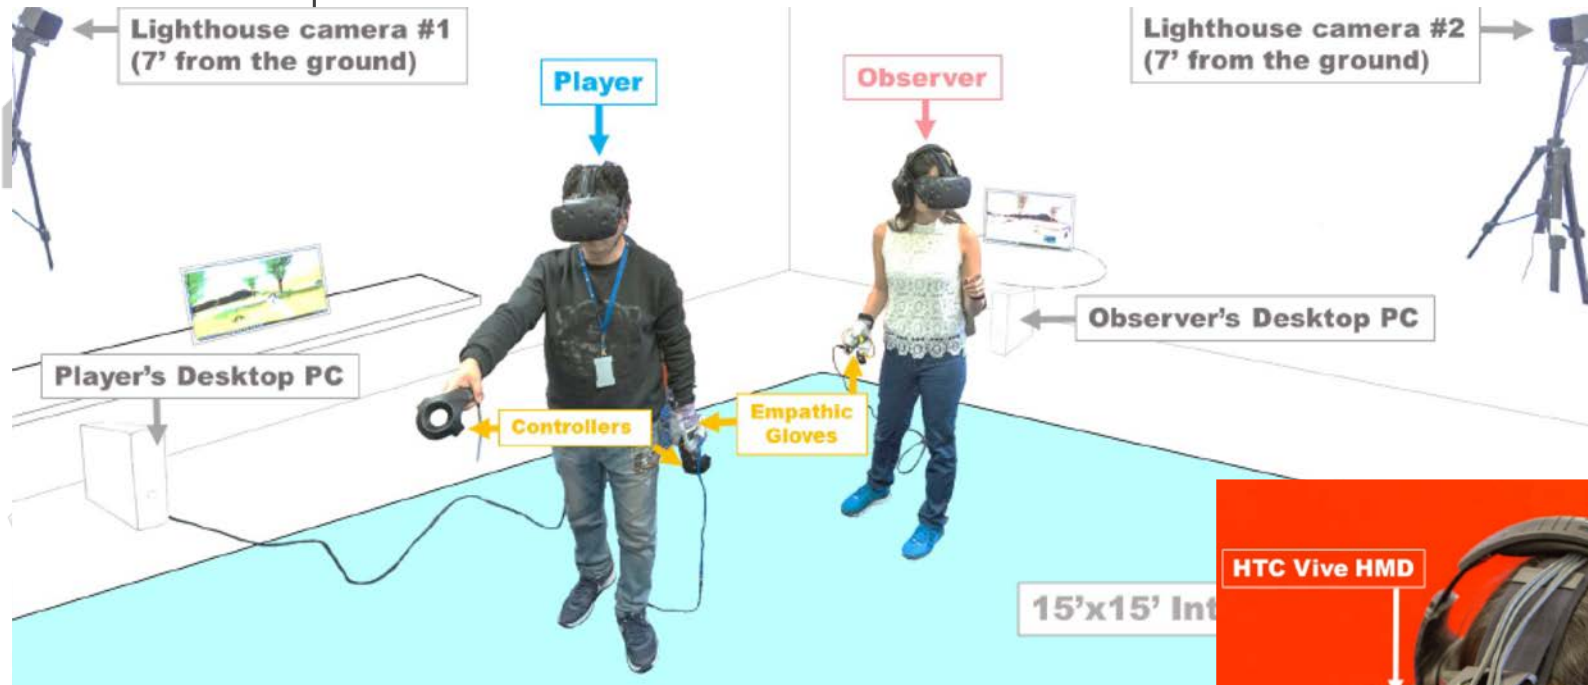 Lighthouse camera #1
(7’ from the ground)
Player
Observer
Lighthouse camera #2
(7’ from the ground)
Player’s Desktop PC
Controllers
Empathic
Gloves
Observer’s Desktop PC
15’x15’
HTC Vive HMD